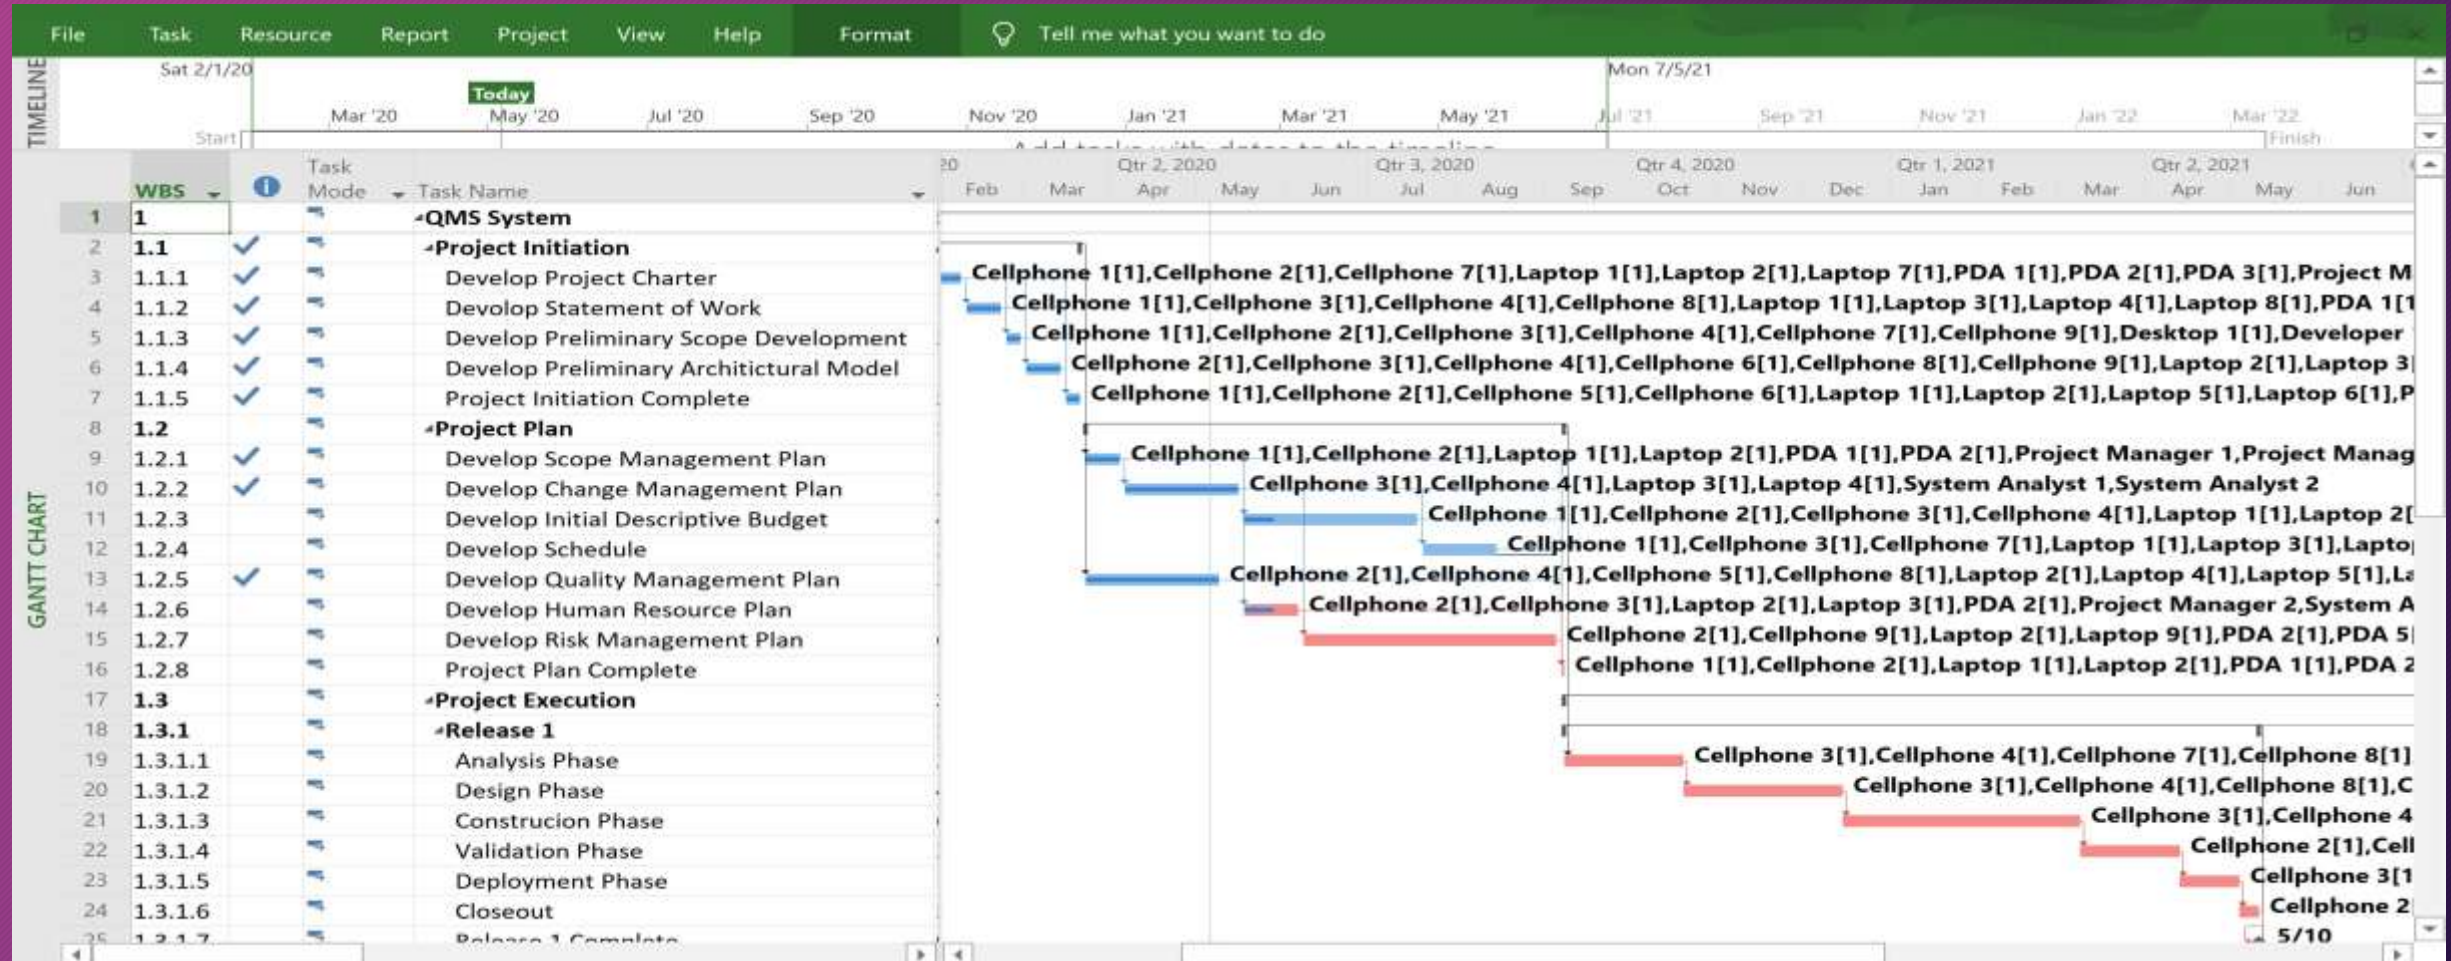 File Task Resource Report Project View Help Format Tell me what you want to do
TIMELINE
Sat 2/1/20 Mon 7/5/21
Today
Mar '20 May '20 Jul '20 Sep '20 Nov '20 Jan '21 Mar '21 May '21 Jul '21 Sep '21 Nov '21 Jan '22 Mar '22
Start Add tasks with dates to the timeline Finish
GANTT CHART
WBS Task Mode Task Name
20 Qtr 2, 2020 Qtr 3, 2020 Qtr 4, 2020 Qtr 1, 2021 Qtr 2, 2021
Feb Mar Apr May Jun Jul Aug Sep Oct Nov Dec Jan Feb Mar Apr May Jun
1 1 QMS System
2 1.1 Project Initiation
3 1.1.1 Develop Project Charter Cellphone 1[1],Cellphone 2[1],Cellphone 7[1],Laptop 1[1],Laptop 2[1],Laptop 7[1],PDA 1[1],PDA 2[1],PDA 3[1],Project M
4 1.1.2 Devolop Statement of Work Cellphone 1[1],Cellphone 3[1],Cellphone 4[1],Cellphone 8[1],Laptop 1[1],Laptop 3[1],Laptop 4[1],Laptop 8[1],PDA 1[1
5 1.1.3 Develop Preliminary Scope Development Cellphone 1[1],Cellphone 2[1],Cellphone 3[1],Cellphone 4[1],Cellphone 7[1],Cellphone 9[1],Desktop 1[1],Developer
6 1.1.4 Develop Preliminary Architictural Model Cellphone 2[1],Cellphone 3[1],Cellphone 4[1],Cellphone 6[1],Cellphone 8[1],Cellphone 9[1],Laptop 2[1],Laptop 3[
7 1.1.5 Project Initiation Complete Cellphone 1[1],Cellphone 2[1],Cellphone 5[1],Cellphone 6[1],Laptop 1[1],Laptop 2[1],Laptop 5[1],Laptop 6[1],P
8 1.2 Project Plan
9 1.2.1 Develop Scope Management Plan Cellphone 1[1],Cellphone 2[1],Laptop 1[1],Laptop 2[1],PDA 1[1],PDA 2[1],Project Manager 1,Project Manag
10 1.2.2 Develop Change Management Plan Cellphone 3[1],Cellphone 4[1],Laptop 3[1],Laptop 4[1],System Analyst 1,System Analyst 2
11 1.2.3 Develop Initial Descriptive Budget Cellphone 1[1],Cellphone 2[1],Cellphone 3[1],Cellphone 4[1],Laptop 1[1],Laptop 2[
12 1.2.4 Develop Schedule Cellphone 1[1],Cellphone 3[1],Cellphone 7[1],Laptop 1[1],Laptop 3[1],Lapto
13 1.2.5 Develop Quality Management Plan Cellphone 2[1],Cellphone 4[1],Cellphone 5[1],Cellphone 8[1],Laptop 2[1],Laptop 4[1],Laptop 5[1],La
14 1.2.6 Develop Human Resource Plan Cellphone 2[1],Cellphone 3[1],Laptop 2[1],Laptop 3[1],PDA 2[1],Project Manager 2,System A
15 1.2.7 Develop Risk Management Plan Cellphone 2[1],Cellphone 9[1],Laptop 2[1],Laptop 9[1],PDA 2[1],PDA 5[
16 1.2.8 Project Plan Complete Cellphone 1[1],Cellphone 2[1],Laptop 1[1],Laptop 2[1],PDA 1[1],PDA 2
17 1.3 Project Execution
18 1.3.1 Release 1
19 1.3.1.1 Analysis Phase Cellphone 3[1],Cellphone 4[1],Cellphone 7[1],Cellphone 8[1]
20 1.3.1.2 Design Phase Cellphone 3[1],Cellphone 4[1],Cellphone 8[1],C
21 1.3.1.3 Construcion Phase Cellphone 3[1],Cellphone 4
22 1.3.1.4 Validation Phase Cellphone 2[1],Cell
23 1.3.1.5 Deployment Phase Cellphone 3[1
24 1.3.1.6 Closeout Cellphone 2
25 1.3.1.7 Release 1 Complete 5/10